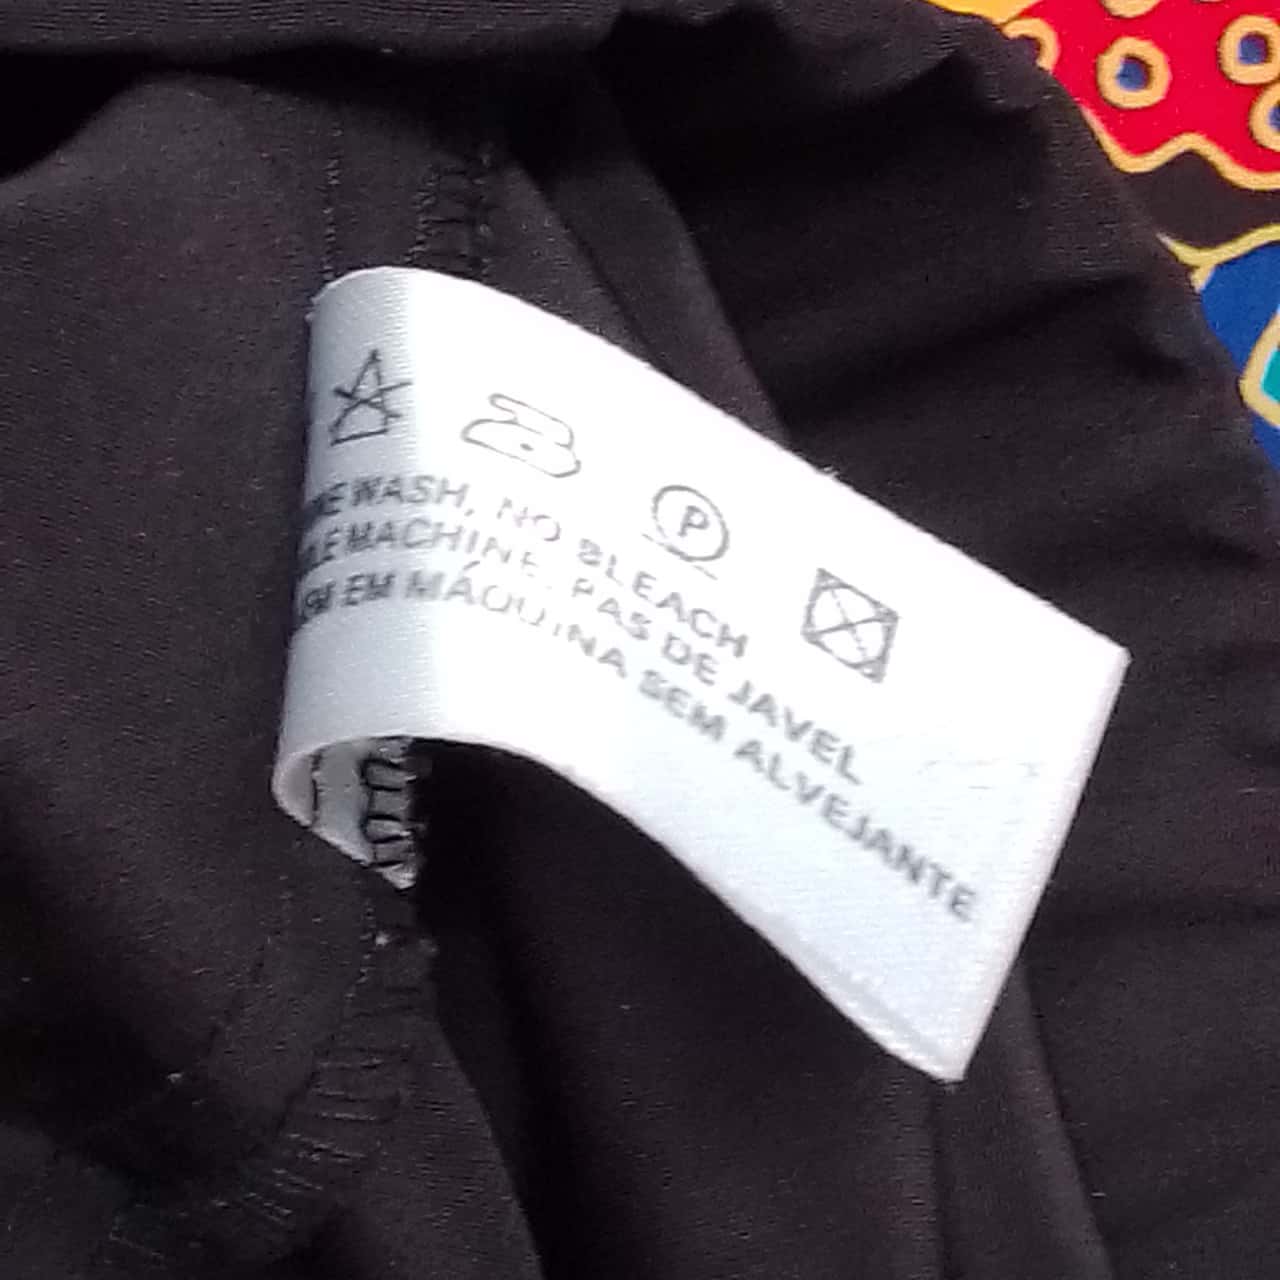 P
WASH, NO BLEACH
MACHINE, PAS DE JAVEL
EM MÁQUINA SEM ALVEJANTE